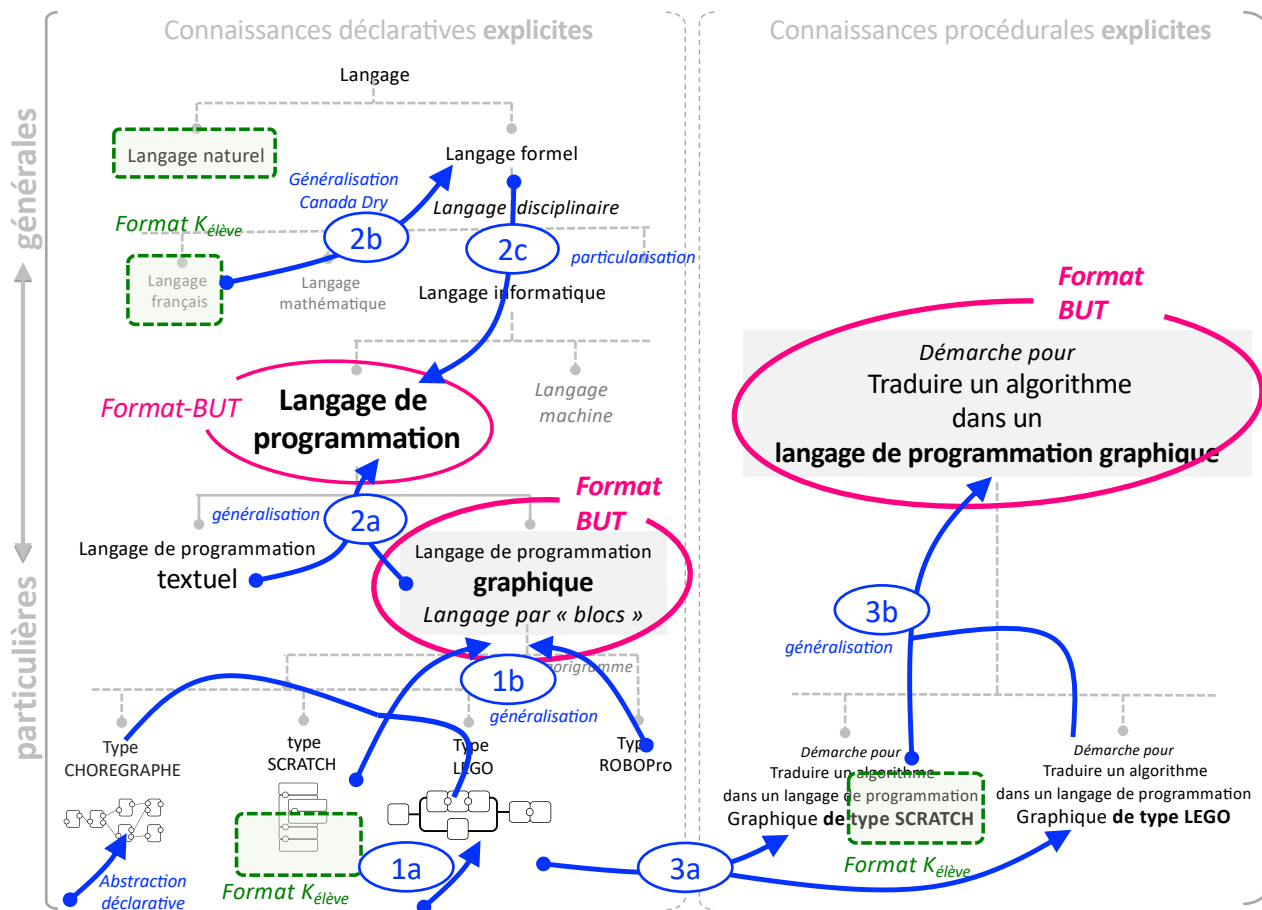 Connaissances déclaratives explicites
Connaissances procédurales explicites
générales
particulières
Langage
Langage naturel
Langage formel
Généralisation
Canada Dry
Langage disciplinaire
Format Kélève
2b
2c
particularisation
Langage
français
Langage
mathématique
Langage informatique
Format-BUT
Langage de
programmation
Langage
machine
Format
BUT
Démarche pour
Traduire un algorithme
dans un
langage de programmation graphique
généralisation
2a
Format
BUT
Langage de programmation
textuel
Langage de programmation
graphique
Langage par « blocs »
1b
généralisation
3b
généralisation
Type
CHOREGRAPHE
type
SCRATCH
Type
LEGO
Type
ROBOPro
Démarche pour
Traduire un algorithme
dans un langage de programmation
Graphique de type SCRATCH
Démarche pour
Traduire un algorithme
dans un langage de programmation
Graphique de type LEGO
Abstraction
déclarative
Format Kélève
1a
3a
Format Kélève